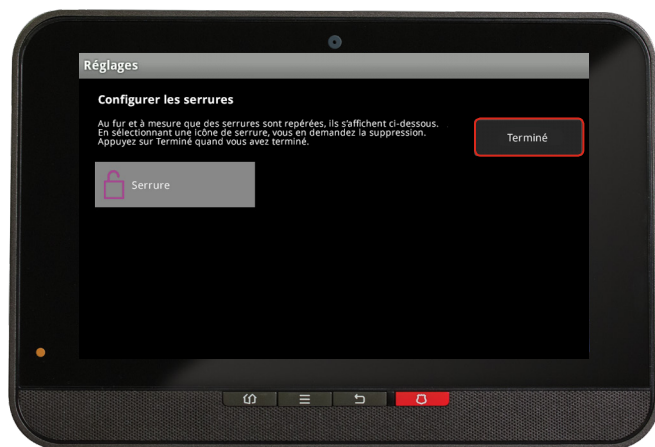 Réglages
Configurer les serrures
Au fur et à mesure que des serrures sont repérées, ils s’affichent ci-dessous.
En sélectionnant une icône de serrure, vous en demandez la suppression.
Appuyez sur Terminé quand vous avez terminé.
Terminé
Serrure